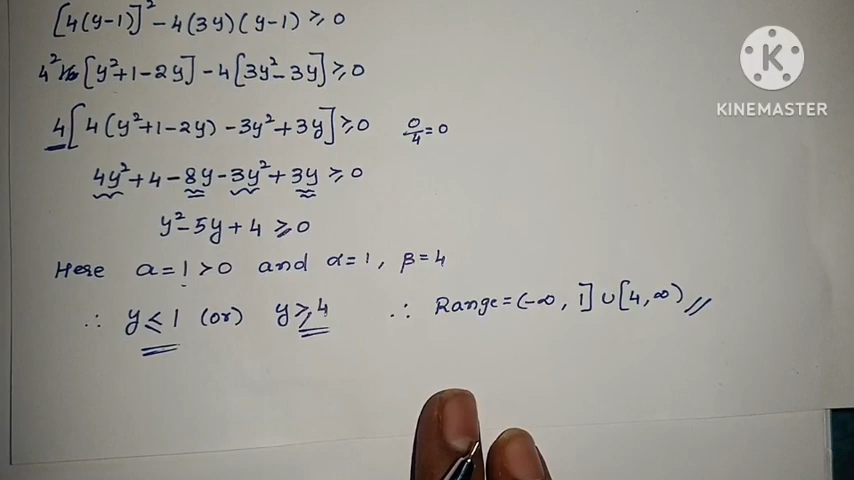 [4(y-1)]² - 4(3y)(y-1) ≥ 0
4² [y²+1-2y] - 4[3y²-3y] ≥ 0
4[4(y²+1-2y) - 3y²+3y] ≥ 0 0/4 = 0
4y²+4-8y-3y²+3y ≥ 0
y²-5y+4 ≥ 0
Here a=1>0 and α=1, β=4
∴ y ≤ 1 (or) y ≥ 4 ∴ Range = (-∞, 1] ∪ [4, ∞) //
K
KINEMASTER